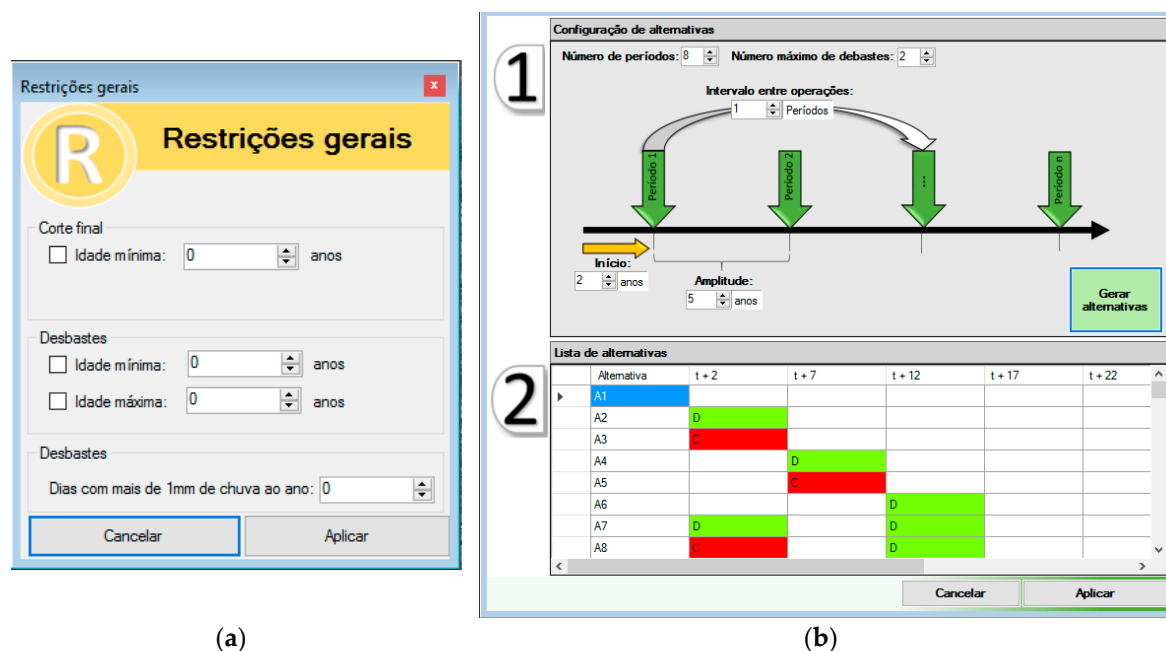 Restrições gerais
x
R
Restrições gerais
Corte final
Idade mínima: 0 anos
Desbastes
Idade mínima: 0 anos
Idade máxima: 0 anos
Desbastes
Dias com mais de 1mm de chuva ao ano: 0
Cancelar Aplicar
(a)
1
Configuração de alternativas
Número de períodos: 8 Número máximo de debastes: 2
Intervalo entre operações:
1 Períodos
Período 1 Período 2 ... Período n
Início:
2 anos
Amplitude:
5 anos
Gerar
alternativas
2
Lista de alternativas
Alternativa t + 2 t + 7 t + 12 t + 17 t + 22
A1
A2 D
A3 C
A4 D
A5 C
A6 D
A7 D D
A8 C D
Cancelar Aplicar
(b)